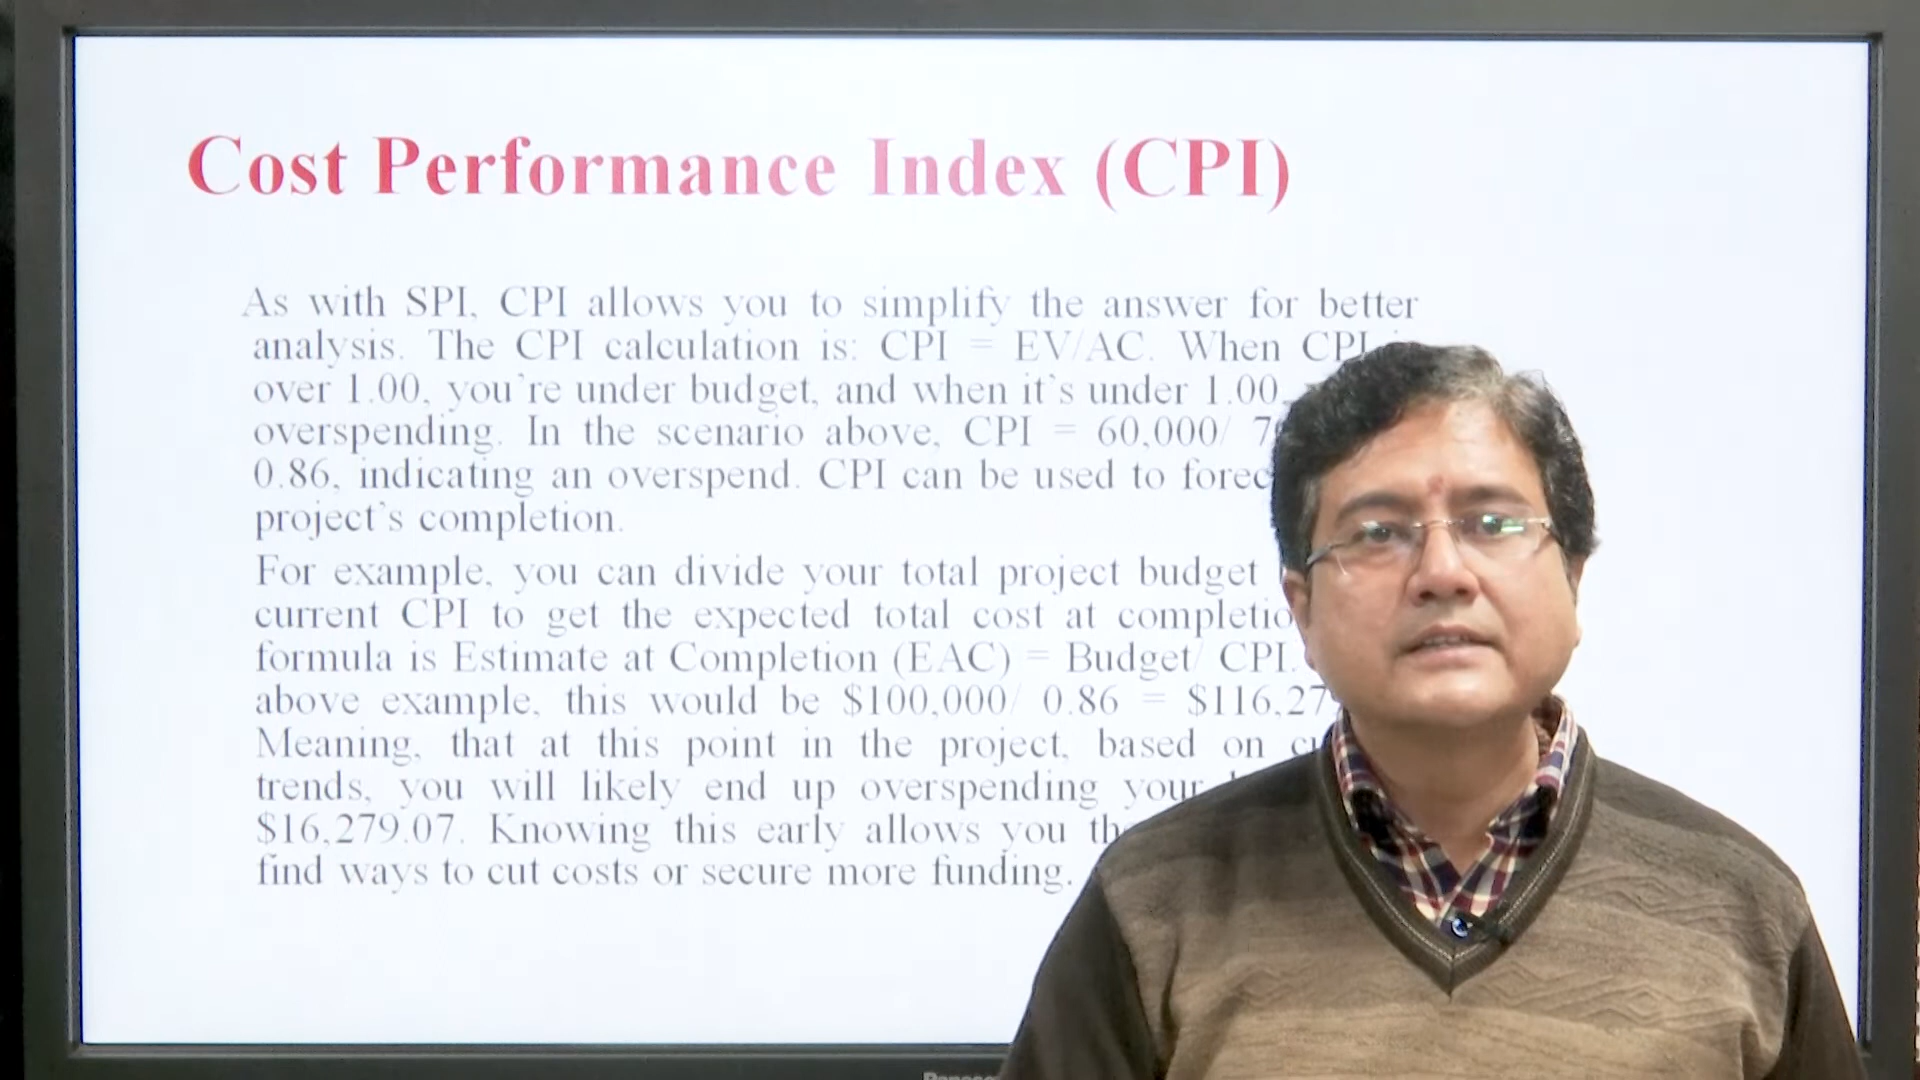 Cost Performance Index (CPI)
As with SPI, CPI allows you to simplify the answer for better
analysis. The CPI calculation is: CPI = EV/AC. When CPI
over 1.00, you're under budget, and when it's under 1.00,
overspending. In the scenario above, CPI = 60,000/
0.86, indicating an overspend. CPI can be used to
project's completion.
For example, you can divide your total project budget
current CPI to get the expected total cost at
formula is Estimate at Completion (EAC) = Budget/ CPI.
above example, this would be $100,000/ 0.86 =
Meaning, that at this point in the project, based on
trends, you will likely end up overspending your
$16,279.07. Knowing this early allows you
find ways to cut costs or secure more funding.